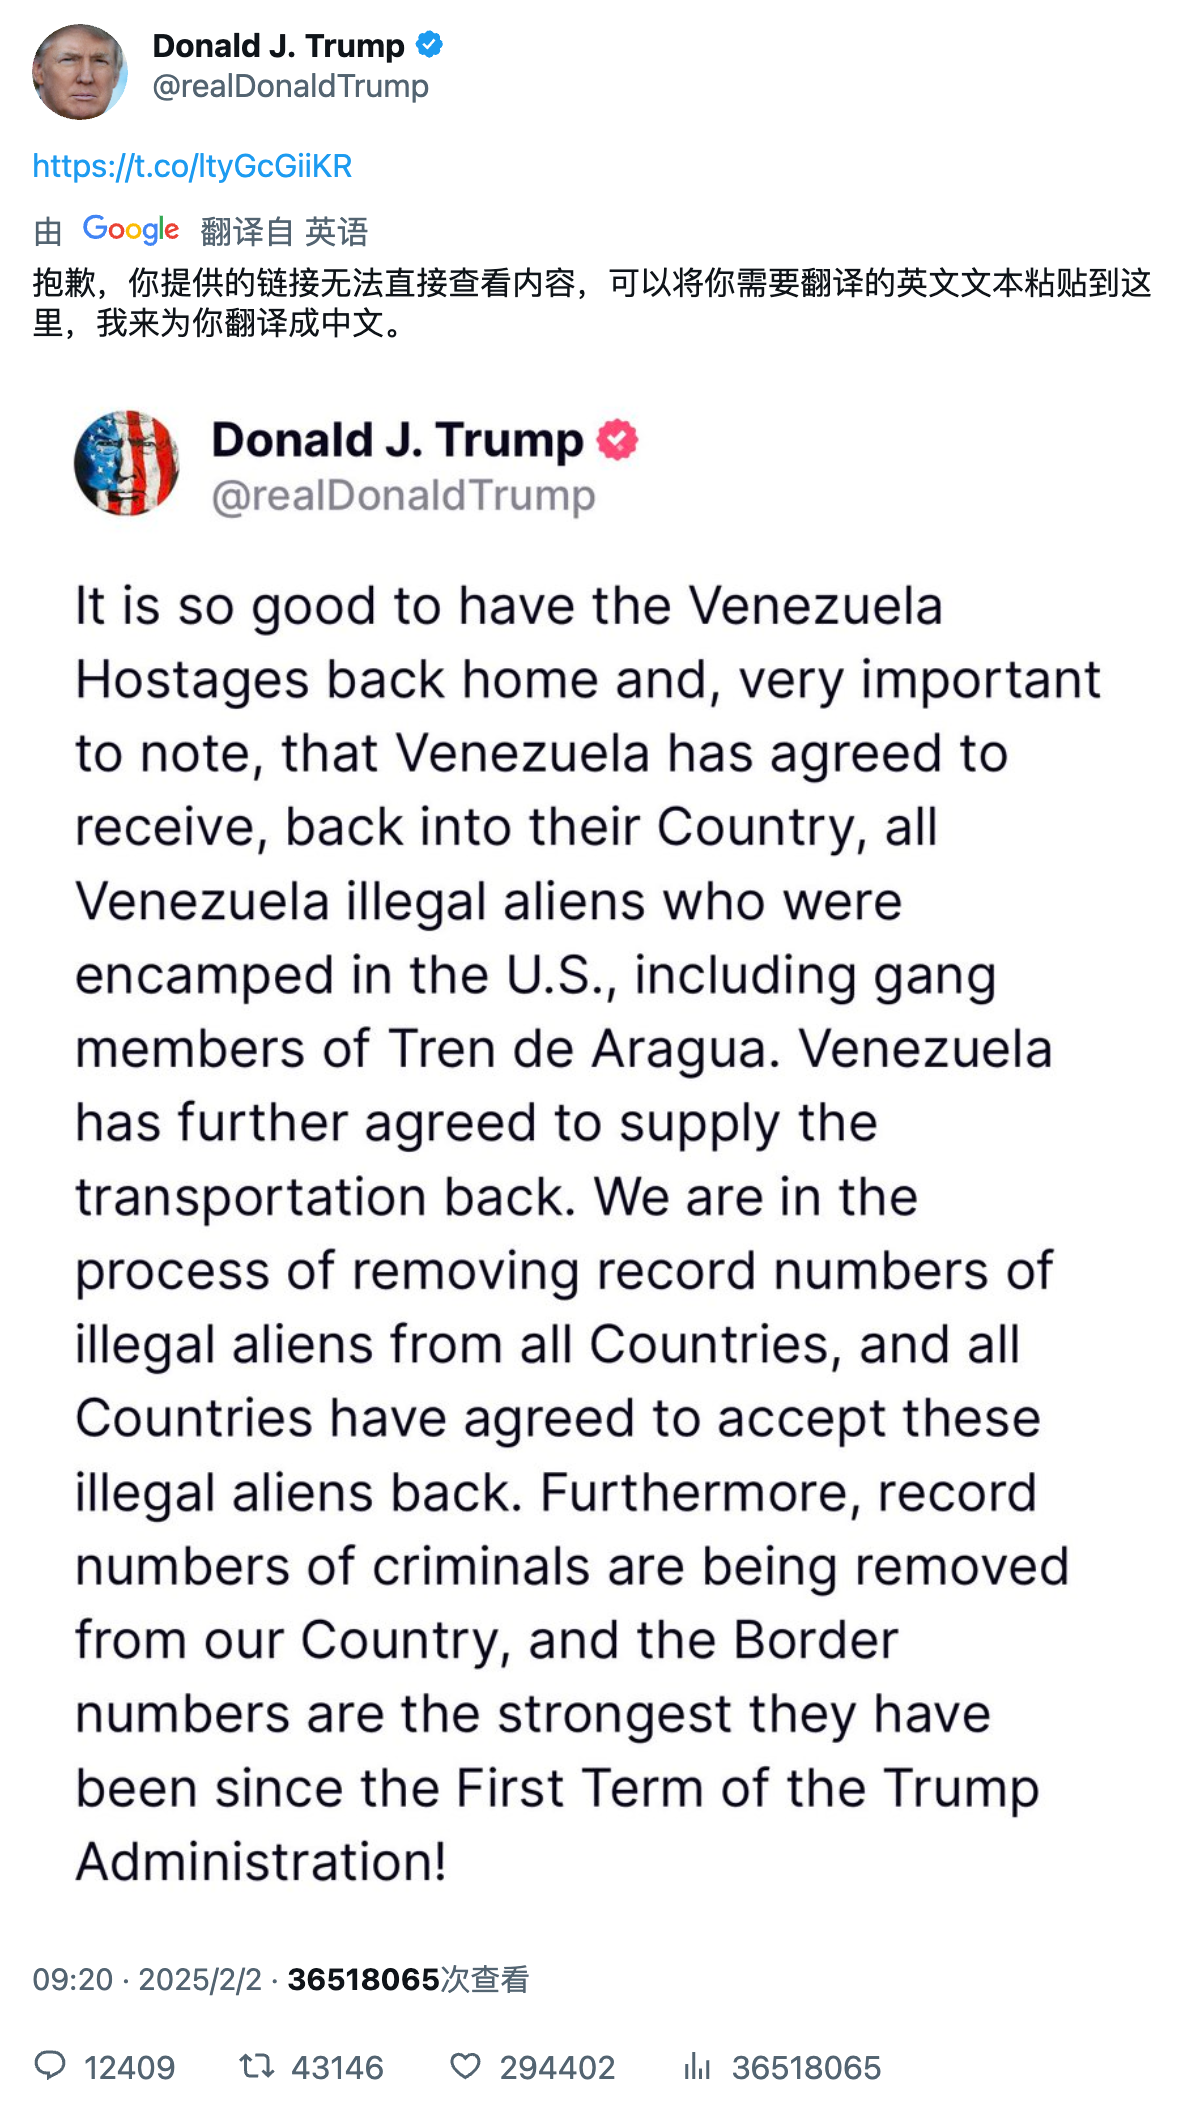 Donald J. Trump
@realDonaldTrump
https://t.co/ltyGcGiiKR
由 Google 翻译自 英语
抱歉，你提供的链接无法直接查看内容，可以将你需要翻译的英文文本粘贴到这
里，我来为你翻译成中文。
Donald J. Trump
@realDonaldTrump
It is so good to have the Venezuela
Hostages back home and, very important
to note, that Venezuela has agreed to
receive, back into their Country, all
Venezuela illegal aliens who were
encamped in the U.S., including gang
members of Tren de Aragua. Venezuela
has further agreed to supply the
transportation back. We are in the
process of removing record numbers of
illegal aliens from all Countries, and all
Countries have agreed to accept these
illegal aliens back. Furthermore, record
numbers of criminals are being removed
from our Country, and the Border
numbers are the strongest they have
been since the First Term of the Trump
Administration!
09:20 · 2025/2/2 · 36518065次查看
12409 43146 294402 36518065